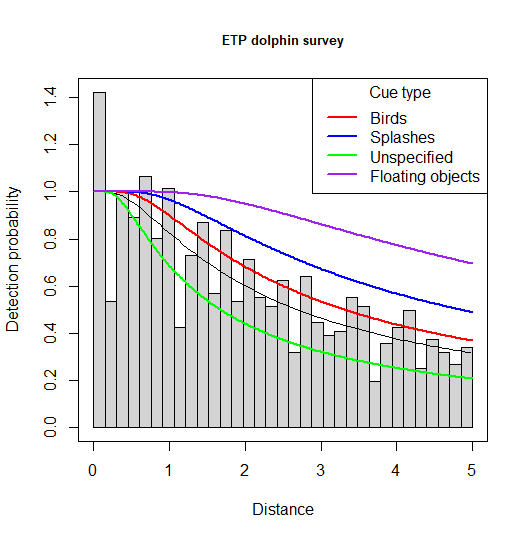 ETP dolphin survey
Cue type
Birds
Splashes
Unspecified
Floating objects
Detection probability
1.4
1.2
1.0
0.8
0.6
0.4
0.2
0.0
0 1 2 3 4 5
Distance